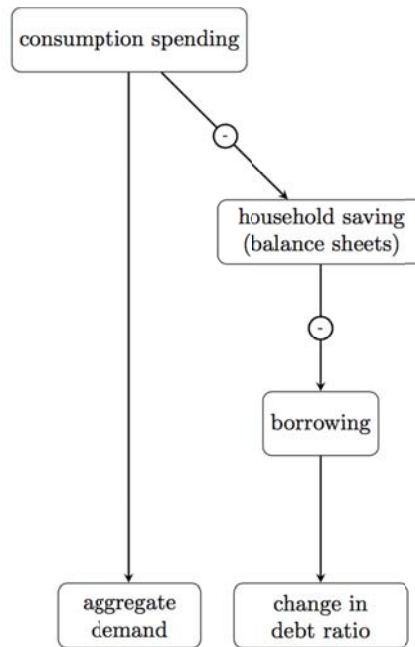 consumption spending
-
household saving
(balance sheets)
-
borrowing
aggregate
demand
change in
debt ratio